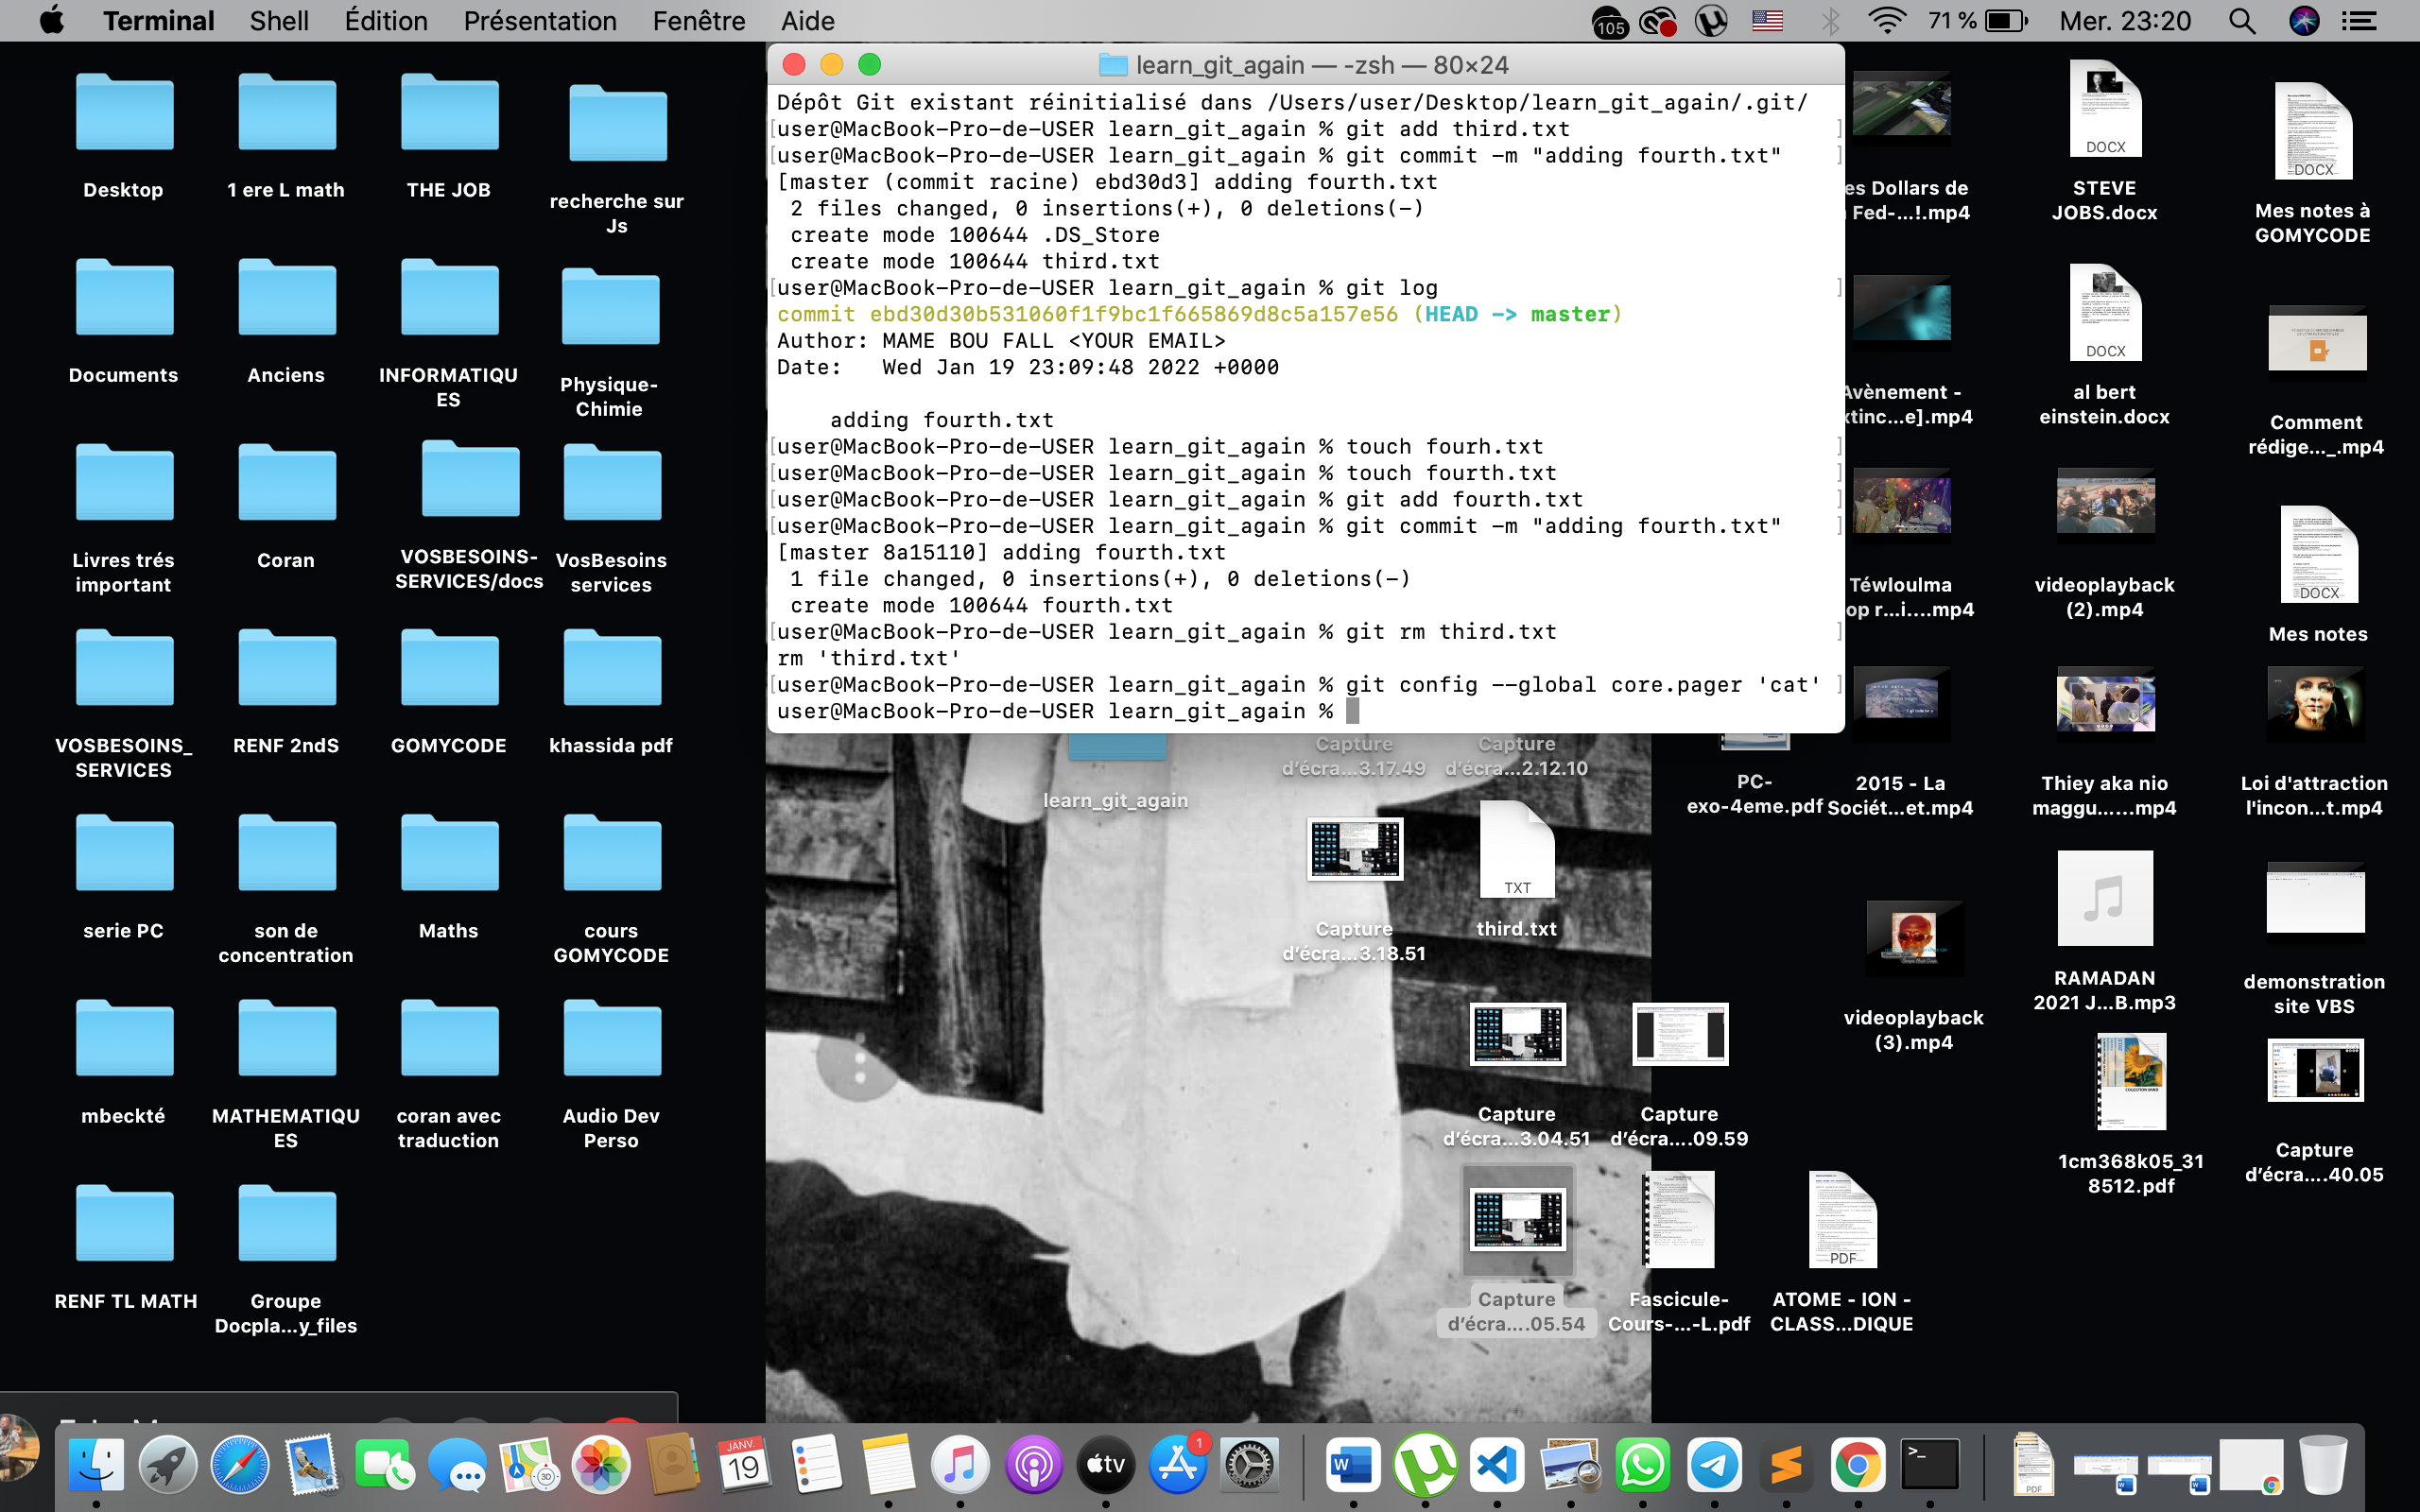 Terminal Shell Édition Présentation Fenêtre Aide
105 71 % Mer. 23:20
learn_git_again — -zsh — 80×24
Dépôt Git existant réinitialisé dans /Users/user/Desktop/learn_git_again/.git/
user@MacBook-Pro-de-USER learn_git_again % git add third.txt
user@MacBook-Pro-de-USER learn_git_again % git commit -m "adding fourth.txt"
[master (commit racine) ebd30d3] adding fourth.txt
2 files changed, 0 insertions(+), 0 deletions(-)
create mode 100644 .DS_Store
create mode 100644 third.txt
user@MacBook-Pro-de-USER learn_git_again % git log
commit ebd30d30b531060f1f9bc1f665869d8c5a157e56 (HEAD -> master)
Author: MAME BOU FALL <YOUR EMAIL>
Date: Wed Jan 19 23:09:48 2022 +0000
adding fourth.txt
user@MacBook-Pro-de-USER learn_git_again % touch fourh.txt
user@MacBook-Pro-de-USER learn_git_again % touch fourth.txt
user@MacBook-Pro-de-USER learn_git_again % git add fourth.txt
user@MacBook-Pro-de-USER learn_git_again % git commit -m "adding fourth.txt"
[master 8a15110] adding fourth.txt
1 file changed, 0 insertions(+), 0 deletions(-)
create mode 100644 fourth.txt
user@MacBook-Pro-de-USER learn_git_again % git rm third.txt
rm 'third.txt'
user@MacBook-Pro-de-USER learn_git_again % git config --global core.pager 'cat'
user@MacBook-Pro-de-USER learn_git_again %
Desktop
1 ere L math
THE JOB
recherche sur
Js
Documents
Anciens
INFORMATIQU
ES
Physique-
Chimie
Livres trés
important
Coran
VOSBESOINS-
SERVICES/docs
VosBesoins
services
VOSBESOINS_
SERVICES
RENF 2ndS
GOMYCODE
khassida pdf
serie PC
son de
concentration
Maths
cours
GOMYCODE
mbeckté
MATHEMATIQU
ES
coran avec
traduction
Audio Dev
Perso
RENF TL MATH
Groupe
Docpla...y_files
learn_git_again
Capture
d'écra...3.17.49
Capture
d'écra...2.12.10
Capture
d'écra...3.18.51
TXT
third.txt
Capture
d'écra...3.04.51
Capture
d'écra....09.59
Capture
d'écra....05.54
Fascicule-
Cours-...-L.pdf
PDF
ATOME - ION -
CLASS...DIQUE
PC-
exo-4eme.pdf
es Dollars de
Fed-...!.mp4
DOCX
STEVE
JOBS.docx
DOCX
Mes notes à
GOMYCODE
Avènement -
xtinc...e].mp4
DOCX
al bert
einstein.docx
Comment
rédige..._.mp4
Téwloulma
op r...i....mp4
videoplayback
(2).mp4
DOCX
Mes notes
2015 - La
Sociét...et.mp4
Thiey aka nio
maggu......mp4
Loi d'attraction
l'incon...t.mp4
videoplayback
(3).mp4
RAMADAN
2021 J...B.mp3
demonstration
site VBS
COLLECTION SANU
1cm368k05_31
8512.pdf
Capture
d'écra....40.05
JANV.
19
3D
tv
1
W
>_
PDF